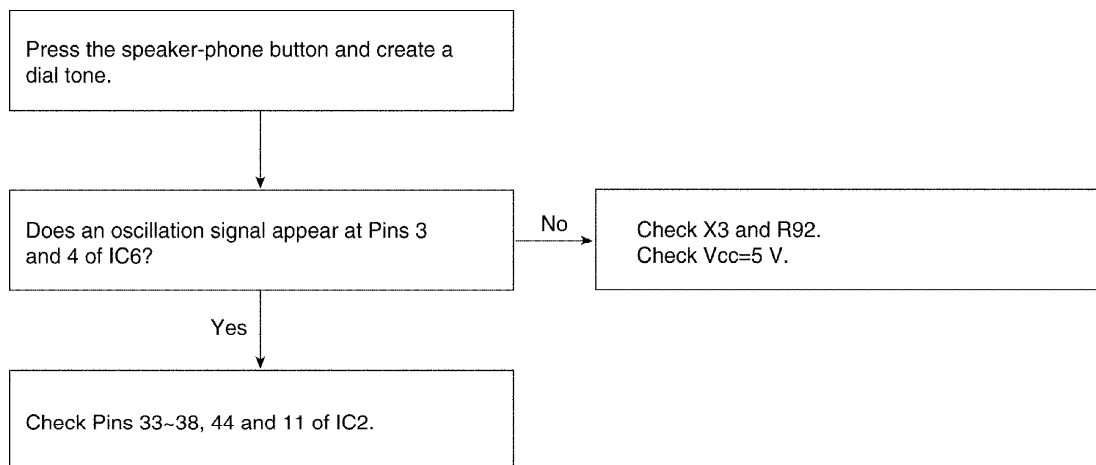 Press the speaker-phone button and create a
dial tone.
Does an oscillation signal appear at Pins 3
and 4 of IC6?
No
Check X3 and R92.
Check Vcc=5 V.
Yes
Check Pins 33~38, 44 and 11 of IC2.